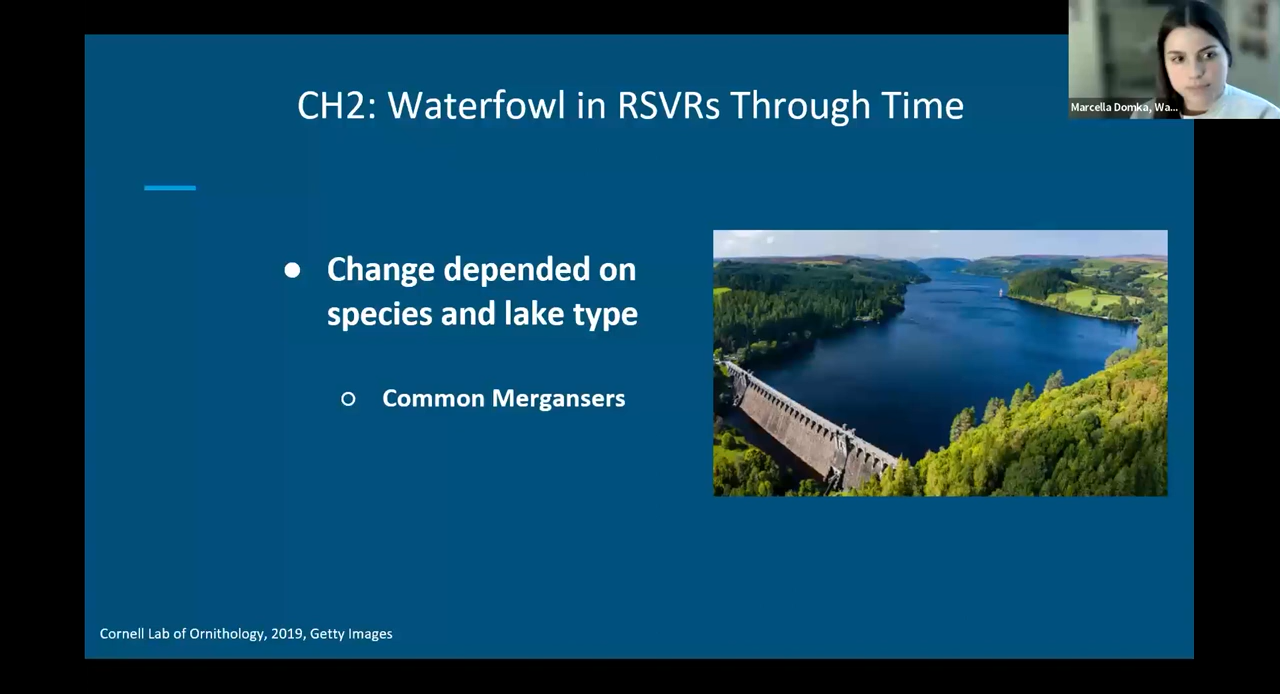 CH2: Waterfowl in RSVRs Through Time
Marcella Domka, Wa...
● Change depended on
species and lake type
○ Common Mergansers
Cornell Lab of Ornithology, 2019, Getty Images